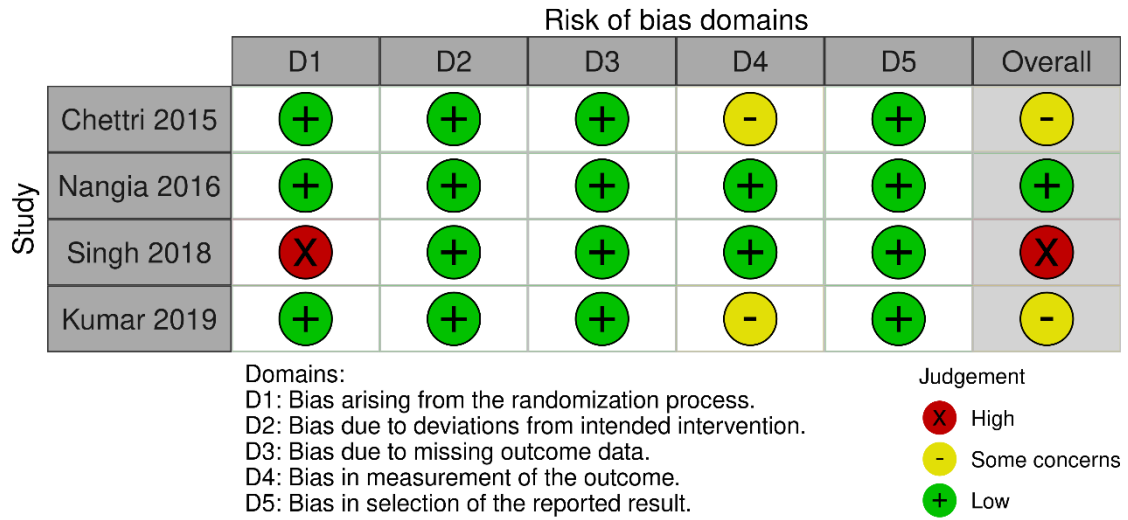 Risk of bias domains
D1 D2 D3 D4 D5 Overall
Study
Chettri 2015 + + + - + -
Nangia 2016 + + + + + +
Singh 2018 X + + + + X
Kumar 2019 + + + - + -
Domains:
D1: Bias arising from the randomization process.
D2: Bias due to deviations from intended intervention.
D3: Bias due to missing outcome data.
D4: Bias in measurement of the outcome.
D5: Bias in selection of the reported result.
Judgement
X High
- Some concerns
+ Low